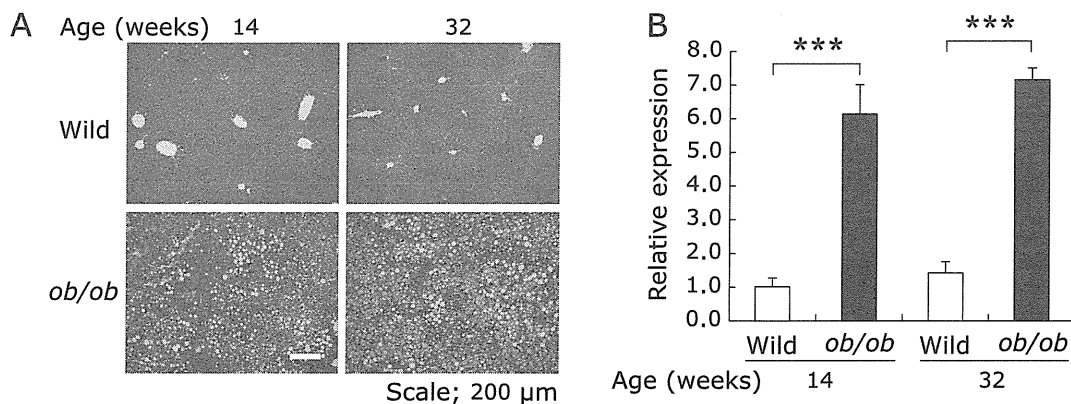 A
Age (weeks)
14
32
Wild
ob/ob
Scale; 200 µm
B
Relative expression
8.0
7.0
6.0
5.0
4.0
3.0
2.0
1.0
0.0
***
***
Wild
ob/ob
Wild
ob/ob
Age (weeks)
14
32